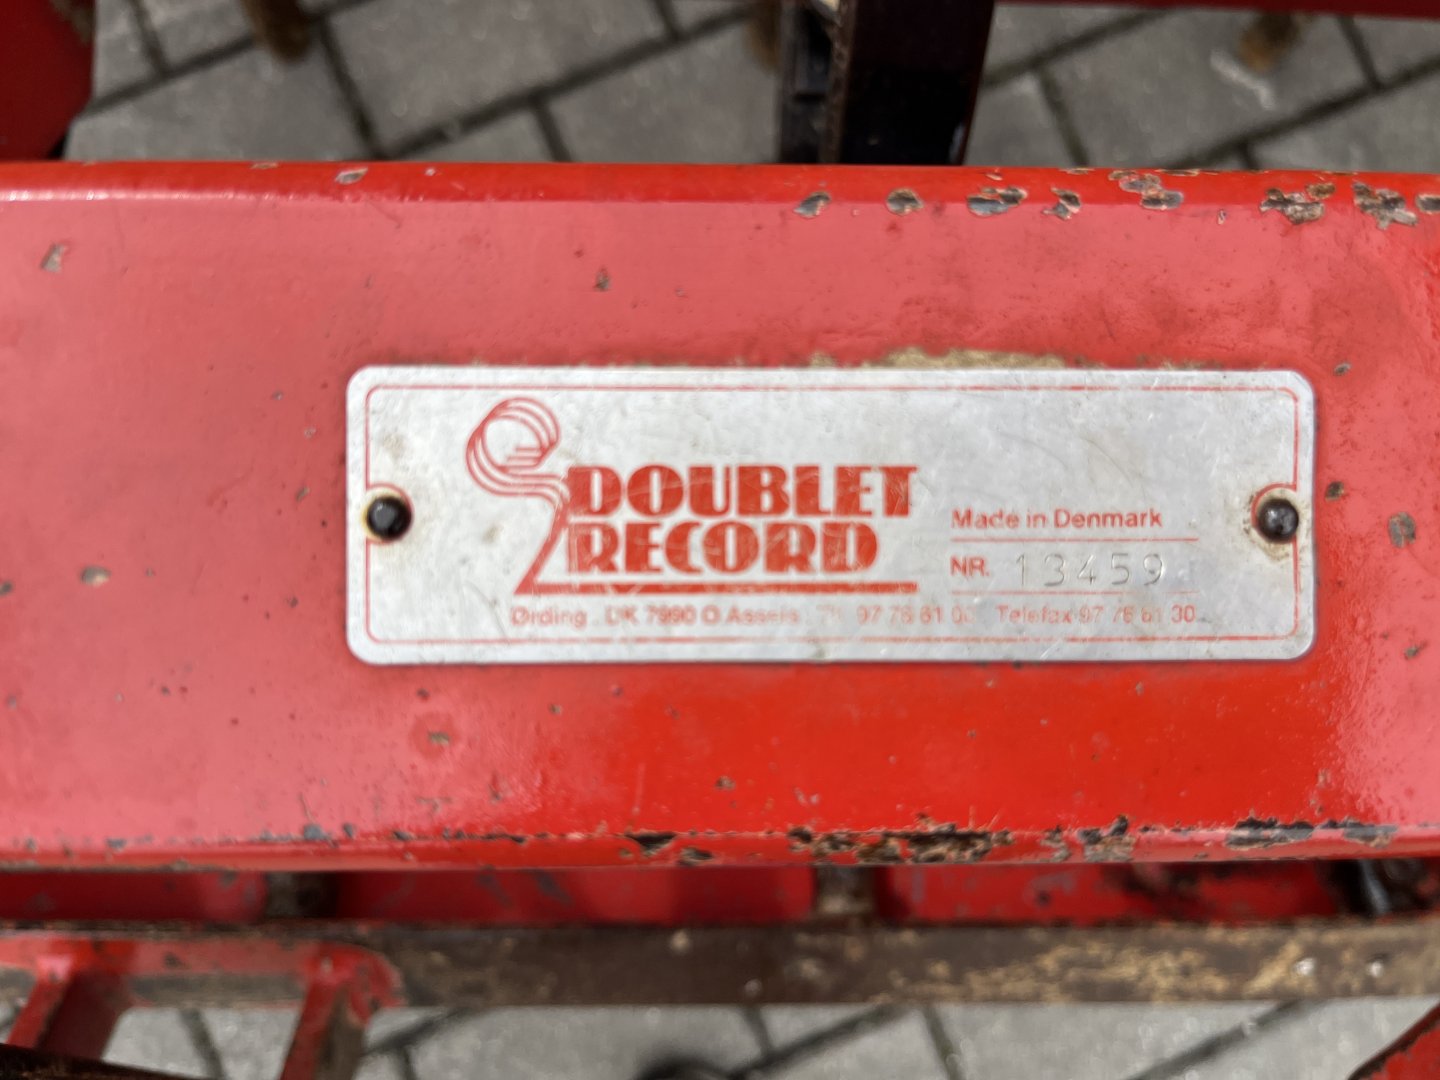 DOUBLET
RECORD
Made in Denmark
NR. 13459
Ørding . DK 7990 Ø Assels . Tlf. 97 76 61 00 Telefax 97 76 61 30